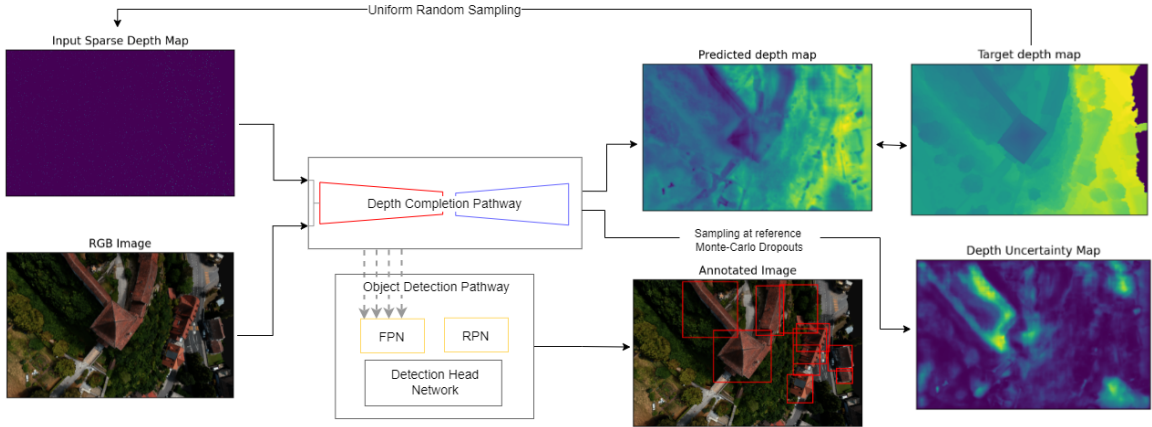 Uniform Random Sampling
Input Sparse Depth Map
Predicted depth map
Target depth map
Depth Completion Pathway
RGB Image
Sampling at reference
Monte-Carlo Dropouts
Depth Uncertainty Map
Annotated Image
Object Detection Pathway
FPN
RPN
Detection Head
Network